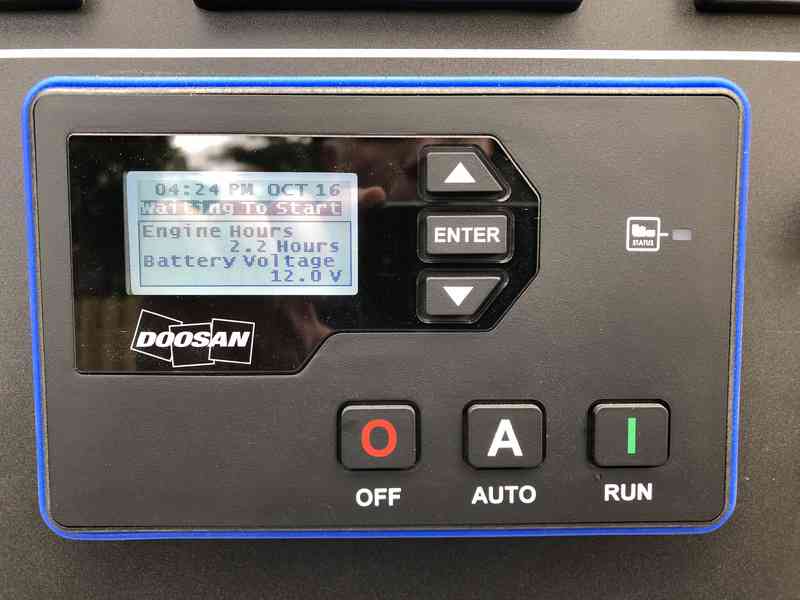 04:24 PM OCT 16
Waiting To Start
Engine Hours
2.2 Hours
Battery Voltage
12.0 V
ENTER
STATUS
DOOSAN
O
A
I
OFF
AUTO
RUN